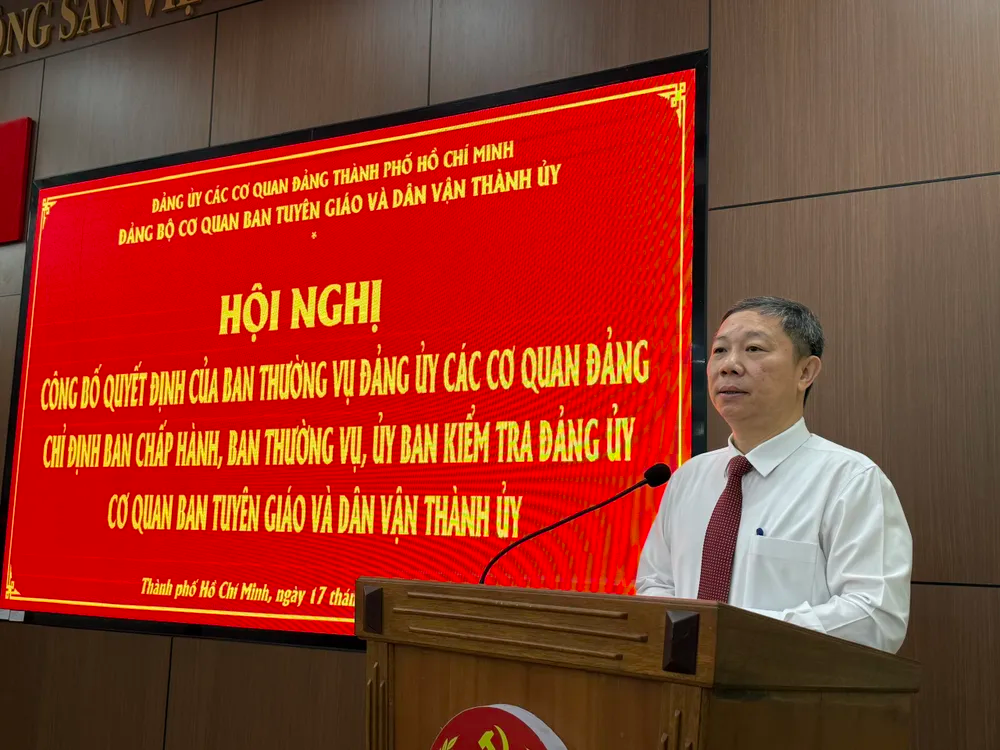 ỘNG SẢN VIỆ
ĐẢNG ỦY CÁC CƠ QUAN ĐẢNG THÀNH PHỐ HỒ CHÍ MINH
ĐẢNG BỘ CƠ QUAN BAN TUYÊN GIÁO VÀ DÂN VẬN THÀNH ỦY
*
HỘI NGHỊ
CÔNG BỐ QUYẾT ĐỊNH CỦA BAN THƯỜNG VỤ ĐẢNG ỦY CÁC CƠ QUAN ĐẢNG
CHỈ ĐỊNH BAN CHẤP HÀNH, BAN THƯỜNG VỤ, ỦY BAN KIỂM TRA ĐẢNG ỦY
CƠ QUAN BAN TUYÊN GIÁO VÀ DÂN VẬN THÀNH ỦY
Thành phố Hồ Chí Minh, ngày 17 thán